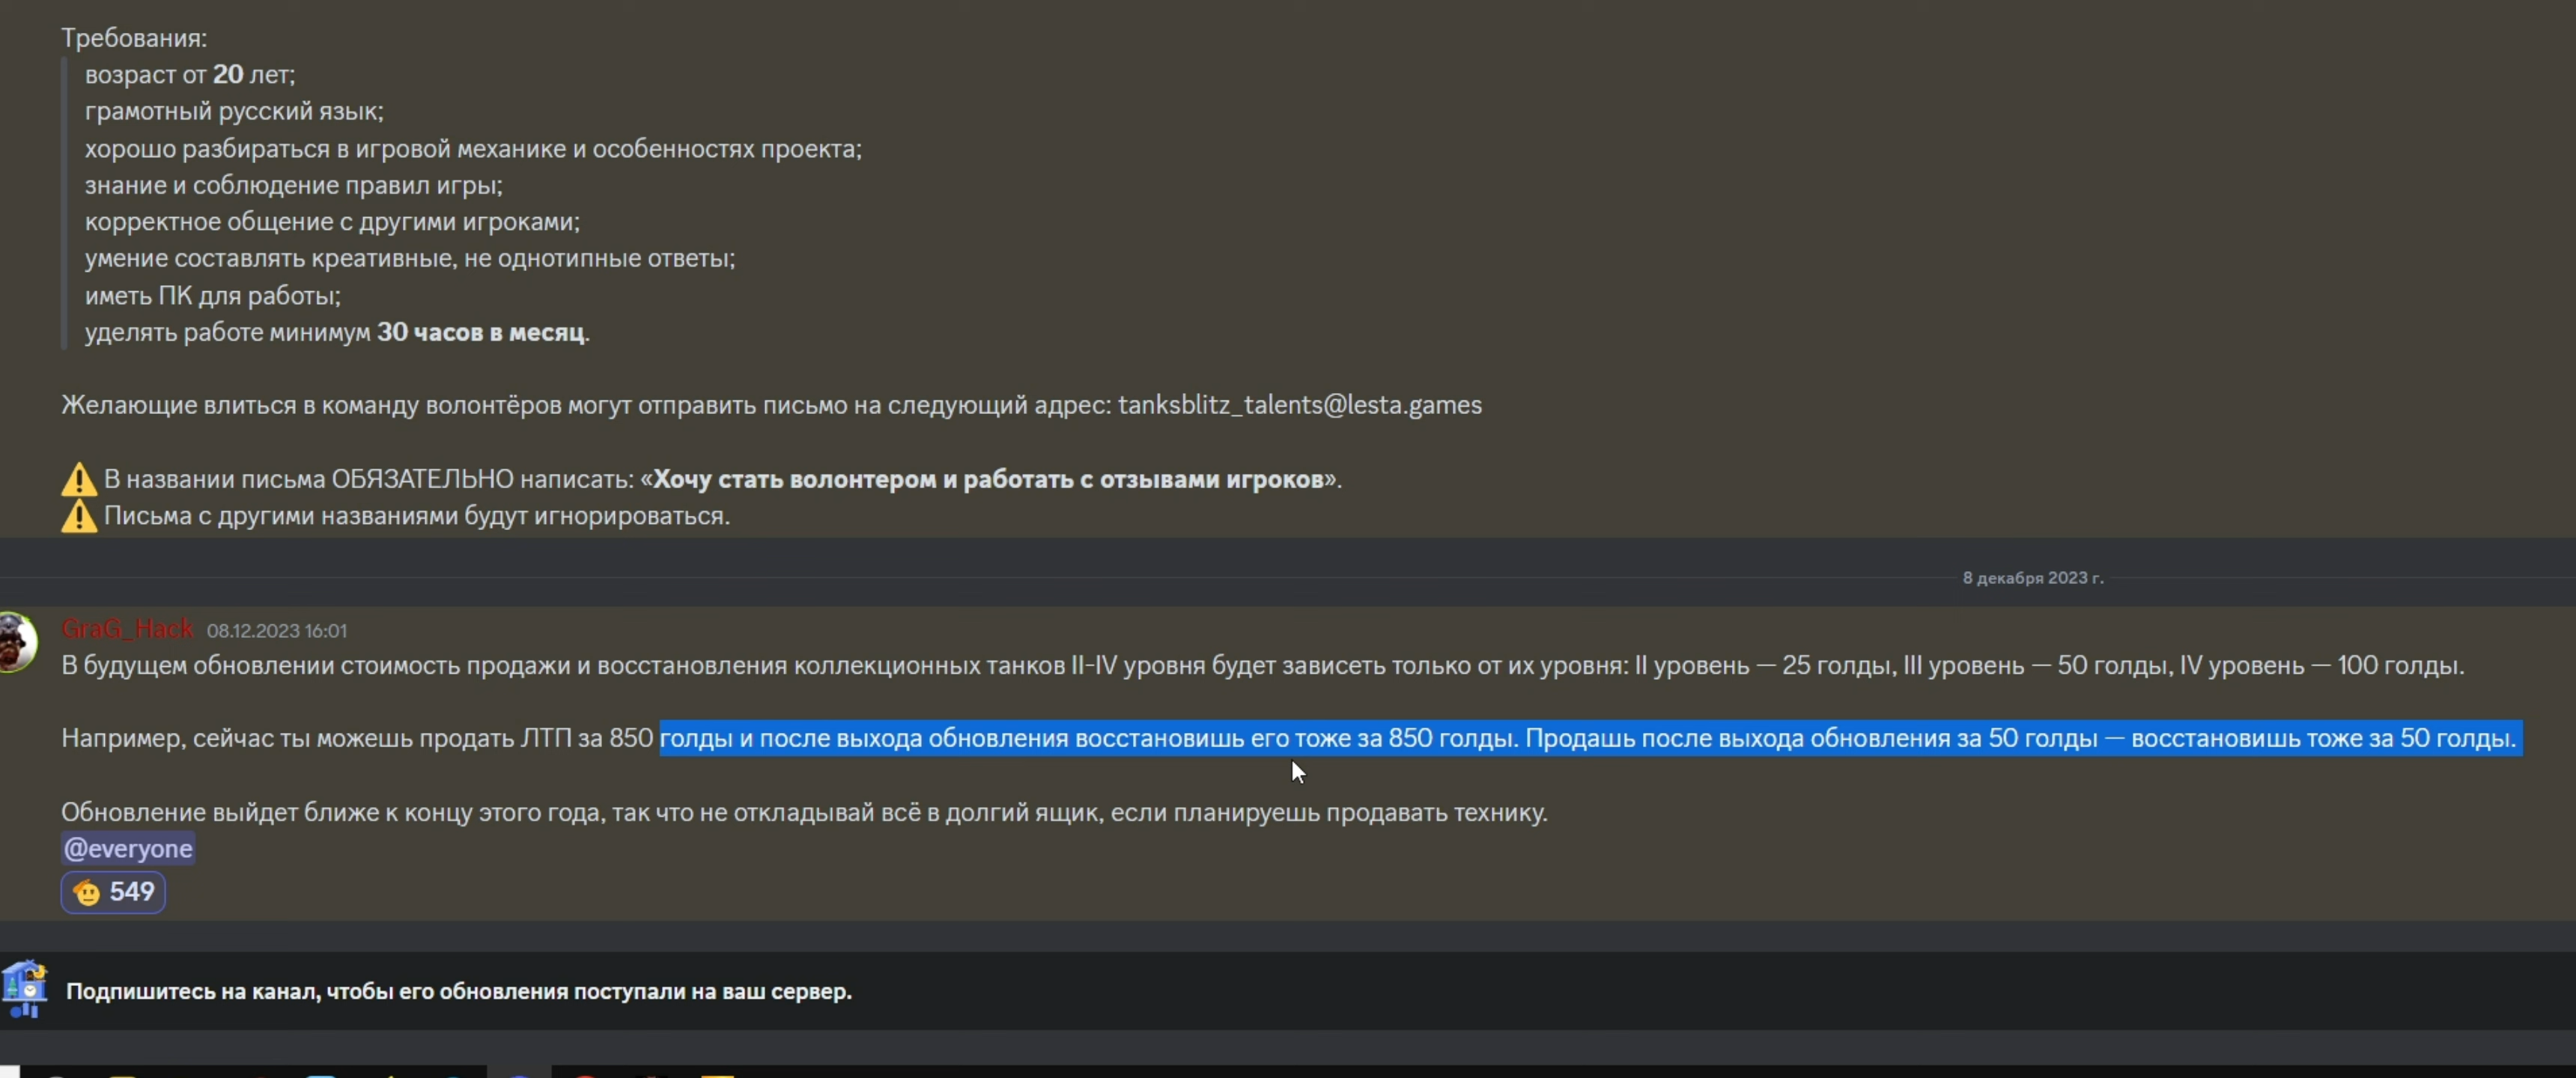 Требования:
возраст от 20 лет;
грамотный русский язык;
хорошо разбираться в игровой механике и особенностях проекта;
знание и соблюдение правил игры;
корректное общение с другими игроками;
умение составлять креативные, не однотипные ответы;
иметь ПК для работы;
уделять работе минимум 30 часов в месяц.
Желающие влиться в команду волонтёров могут отправить письмо на следующий адрес: tanksblitz_talents@lesta.games
В названии письма ОБЯЗАТЕЛЬНО написать: «Хочу стать волонтером и работать с отзывами игроков».
Письма с другими названиями будут игнорироваться.
8 декабря 2023 г.
GraG_Hack 08.12.2023 16:01
В будущем обновлении стоимость продажи и восстановления коллекционных танков II-IV уровня будет зависеть только от их уровня: II уровень — 25 голды, III уровень — 50 голды, IV уровень — 100 голды.
Например, сейчас ты можешь продать ЛТП за 850 голды и после выхода обновления восстановишь его тоже за 850 голды. Продашь после выхода обновления за 50 голды — восстановишь тоже за 50 голды.
Обновление выйдет ближе к концу этого года, так что не откладывай всё в долгий ящик, если планируешь продавать технику.
@everyone
549
Подпишитесь на канал, чтобы его обновления поступали на ваш сервер.